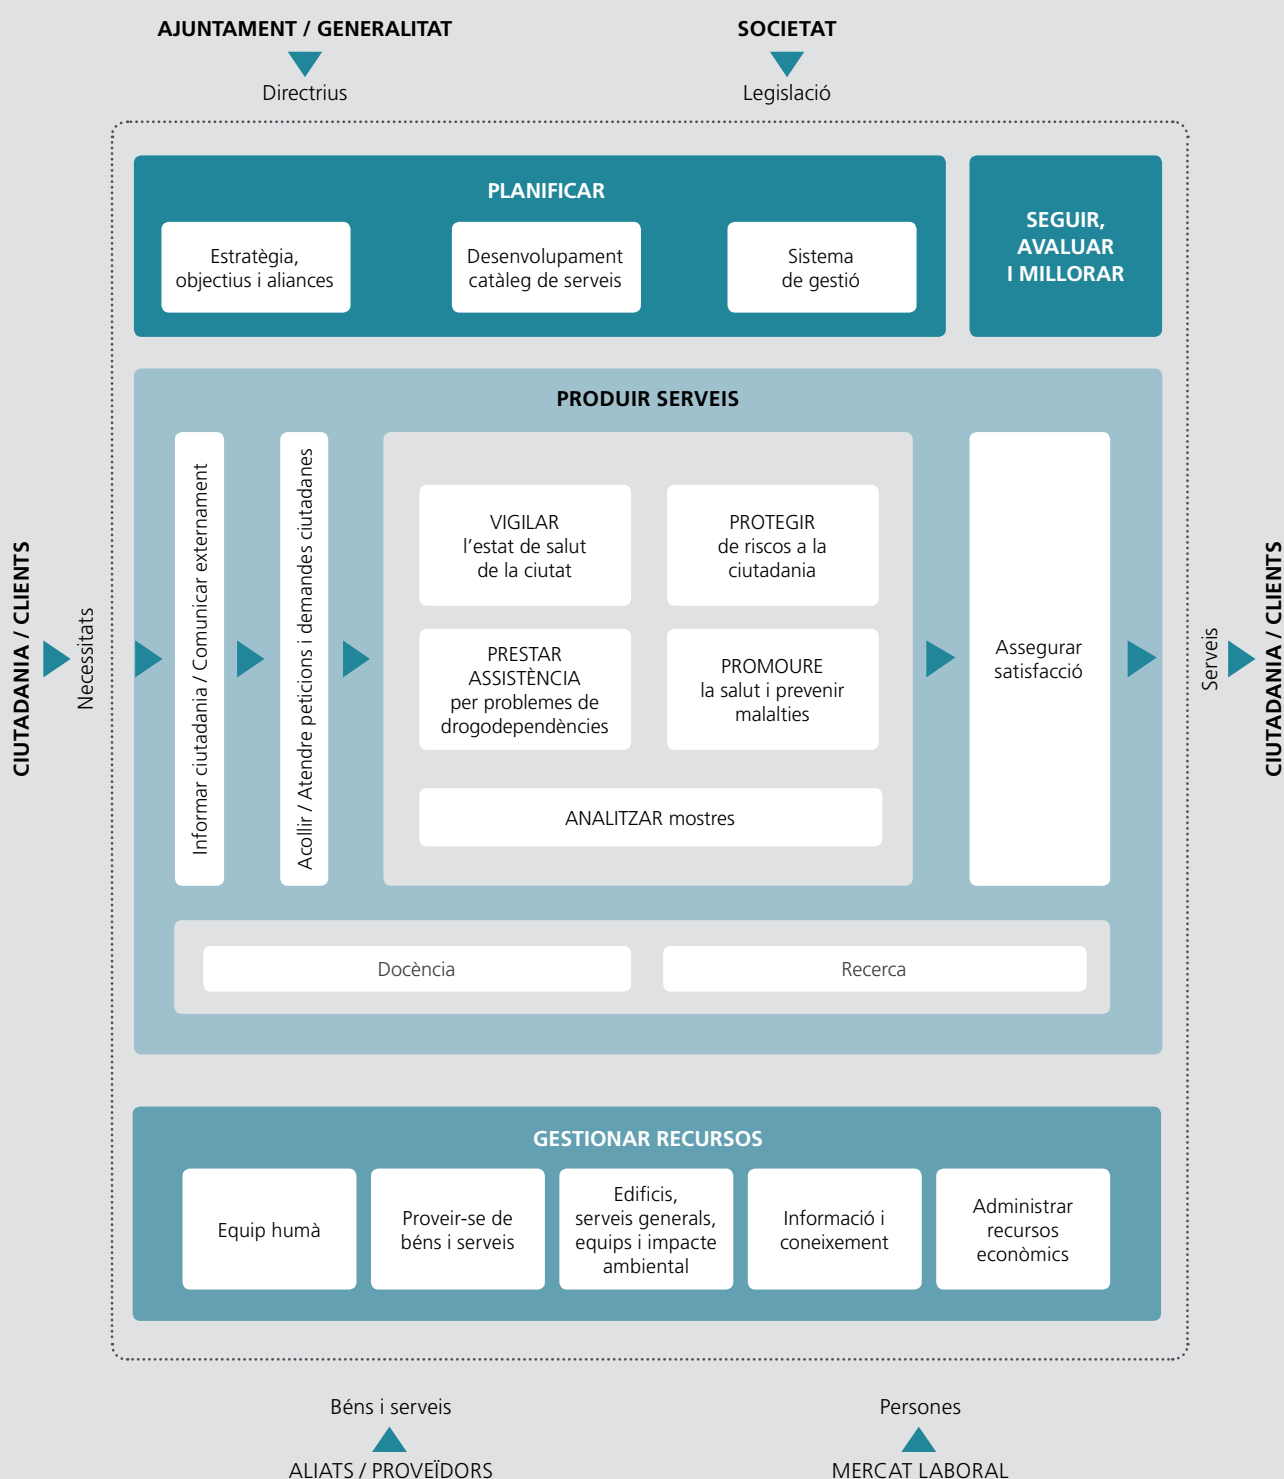 AJUNTAMENT / GENERALITAT
SOCIETAT
Directrius
Legislació
PLANIFICAR
Estratègia,
objectius i aliances
Desenvolupament
catàleg de serveis
Sistema
de gestió
SEGUIR,
AVALUAR
I MILLORAR
PRODUIR SERVEIS
CIUTADANIA / CLIENTS
Necessitats
Informar ciutadania / Comunicar externament
Acollir / Atendre peticions i demandes ciutadanes
VIGILAR
l'estat de salut
de la ciutat
PROTEGIR
de riscos a la
ciutadania
PRESTAR
ASSISTÈNCIA
per problemes de
drogodependències
PROMOURE
la salut i prevenir
malalties
ANALITZAR mostres
Assegurar
satisfacció
Serveis
CIUTADANIA / CLIENTS
Docència
Recerca
GESTIONAR RECURSOS
Equip humà
Proveir-se de
béns i serveis
Edificis,
serveis generals,
equips i impacte
ambiental
Informació i
coneixement
Administrar
recursos
econòmics
Béns i serveis
Persones
ALIATS / PROVEÏDORS
MERCAT LABORAL